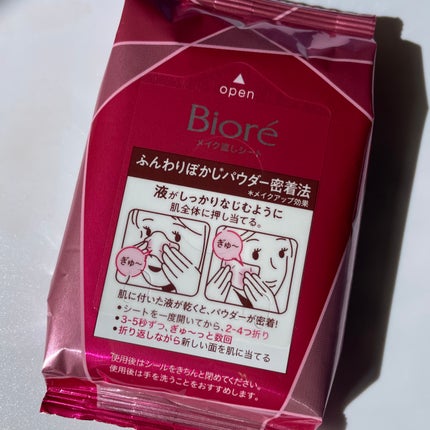 open
Bioré
メイク直しシート
ふんわりぼかしパウダー密着法
※メイクアップ効果
液がしっかりなじむように
肌全体に押し当てる。
ぎゅ〜
ぎゅ〜
肌に付いた液が乾くと、パウダーが密着!
•シートを一度開いてから、2-4つ折り
•3-5秒ずつ、ぎゅ〜っと数回
•折り返しながら新しい面を肌に当てる
使用後はシールをきちんと閉めてください。
使用後は手を洗うことをおすすめします。